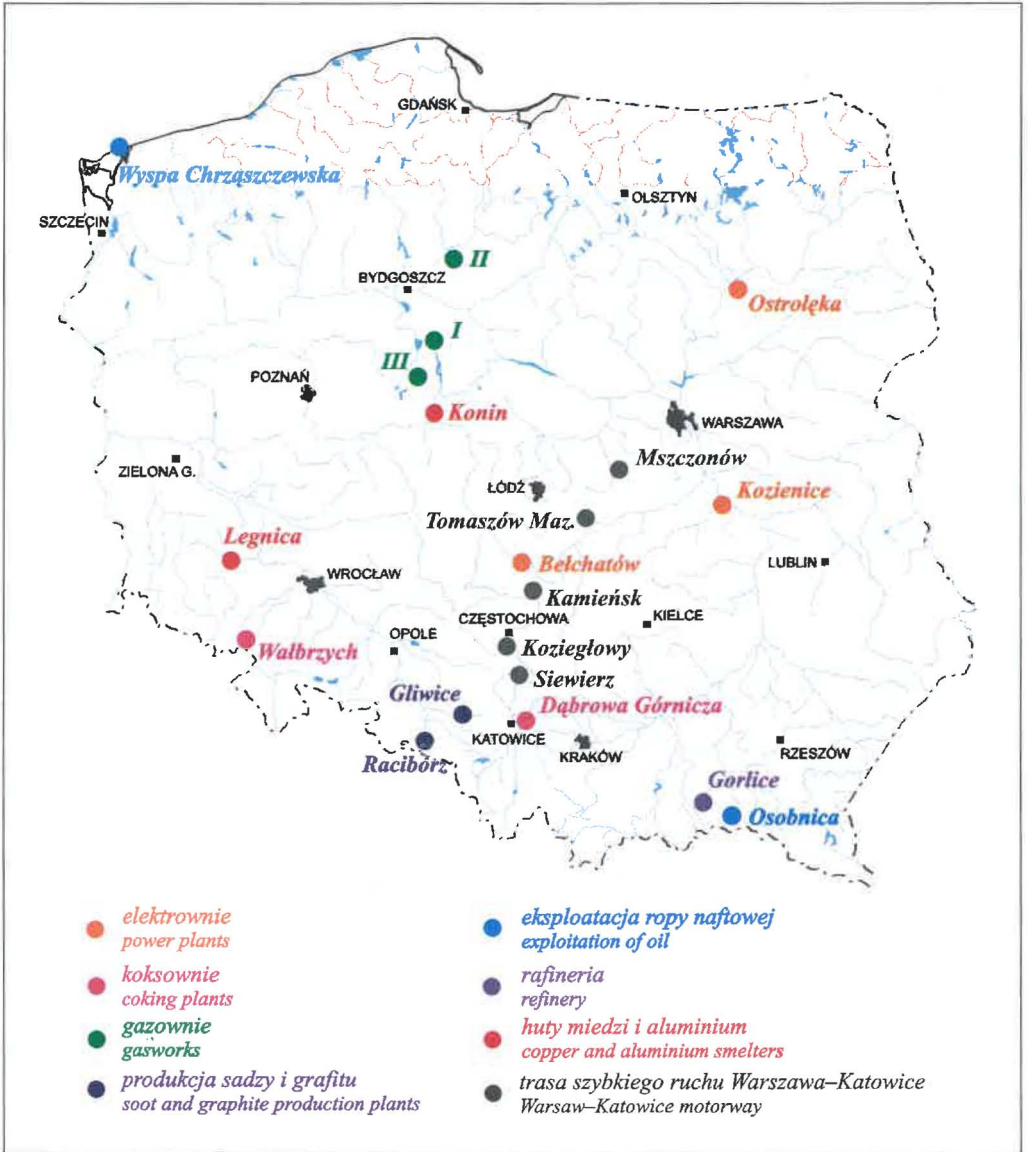 GDAŃSK
Wyspa Chrząszczewska
OLSZTYN
SZCZECIN
II
BYDGOSZCZ
Ostrołęka
I
III
POZNAŃ
Konin
WARSZAWA
Mszczonów
ZIELONA G.
ŁÓDŹ
Kozienice
Tomaszów Maz.
Legnica
Bełchatów
LUBLIN
WROCŁAW
Kamieńsk
CZĘSTOCHOWA
KIELCE
OPOLE
Wałbrzych
Koziegłowy
Siewierz
Gliwice
Dąbrowa Górnicza
KATOWICE
KRAKÓW
RZESZÓW
Racibórz
Gorlice
Osobnica
elektrownie
power plants
koksownie
coking plants
gazownie
gasworks
produkcja sadzy i grafitu
soot and graphite production plants
eksploatacja ropy naftowej
exploitation of oil
rafineria
refinery
huty miedzi i aluminium
copper and aluminium smelters
trasa szybkiego ruchu Warszawa–Katowice
Warsaw–Katowice motorway